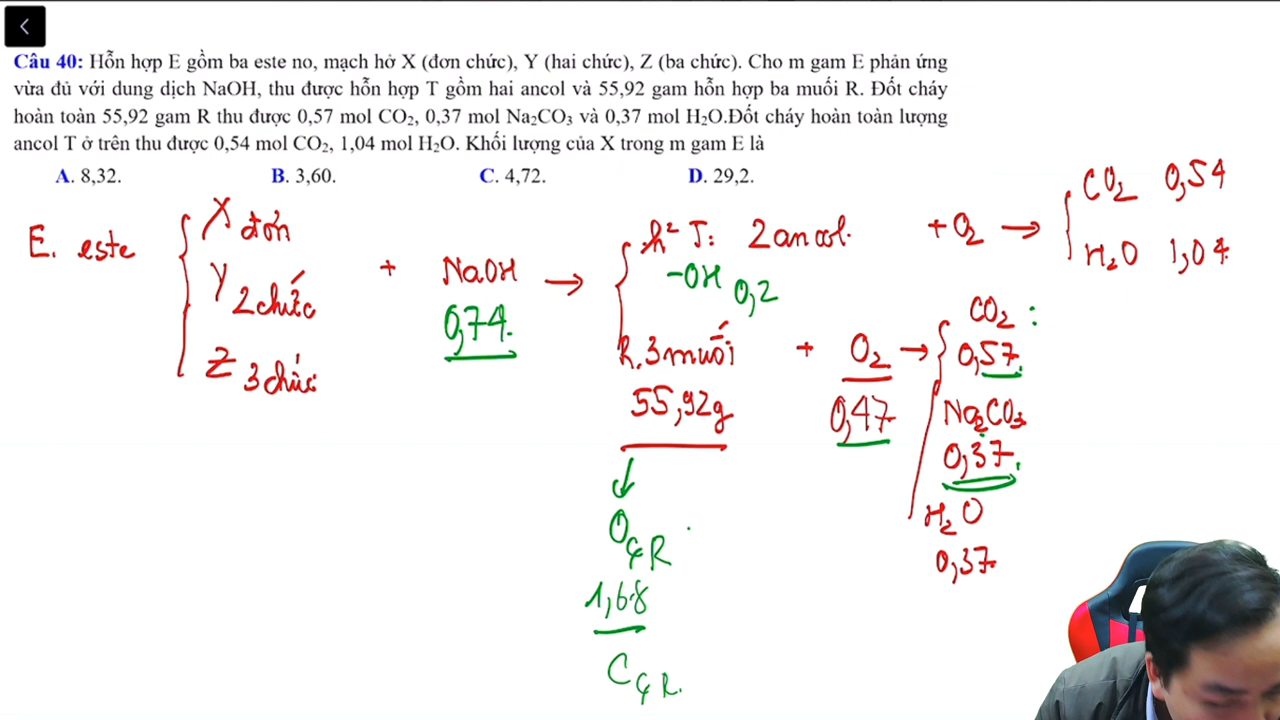 Câu 40: Hỗn hợp E gồm ba este no, mạch hở X (đơn chức), Y (hai chức), Z (ba chức). Cho m gam E phản ứng
vừa đủ với dung dịch NaOH, thu được hỗn hợp T gồm hai ancol và 55,92 gam hỗn hợp ba muối R. Đốt cháy
hoàn toàn 55,92 gam R thu được 0,57 mol CO₂, 0,37 mol Na₂CO₃ và 0,37 mol H₂O.Đốt cháy hoàn toàn lượng
ancol T ở trên thu được 0,54 mol CO₂, 1,04 mol H₂O. Khối lượng của X trong m gam E là
A. 8,32. B. 3,60. C. 4,72. D. 29,2.
E. este
X đơn
Y 2chức
Z 3chức
+ NaOH →
0,74.
h² T: 2ancol. + O₂ →
-OH 0,2
CO₂ 0,54
H₂O 1,04
R. 3muối + O₂ →
55,92g
0,47
CO₂ :
0,57.
Na₂CO₃
0,37.
H₂O
0,37.
↓
O
R
1,68
C
R.